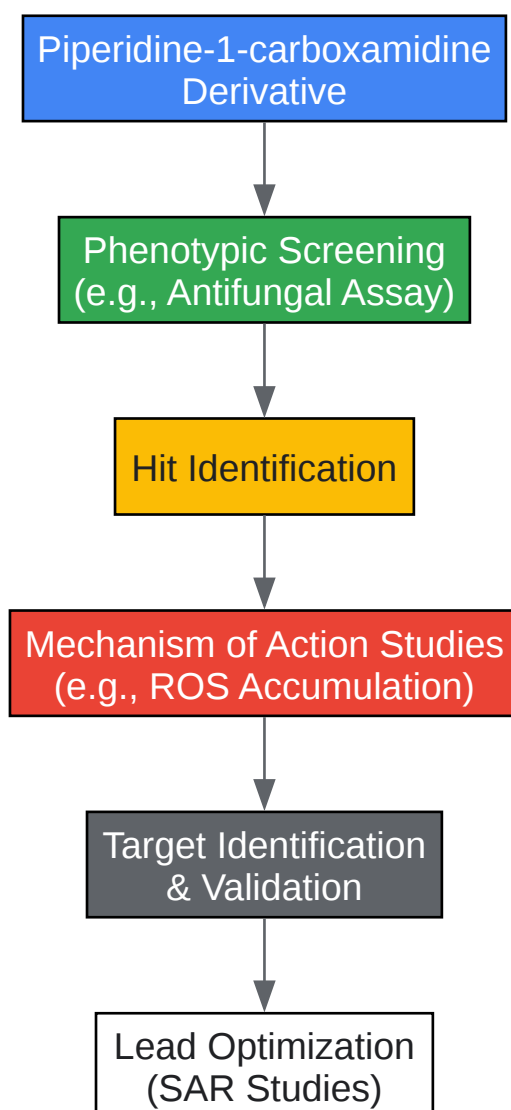 Piperidine-1-carboxamidine
Derivative
Phenotypic Screening
(e.g., Antifungal Assay)
Hit Identification
Mechanism of Action Studies
(e.g., ROS Accumulation)
Target Identification
& Validation
Lead Optimization
(SAR Studies)